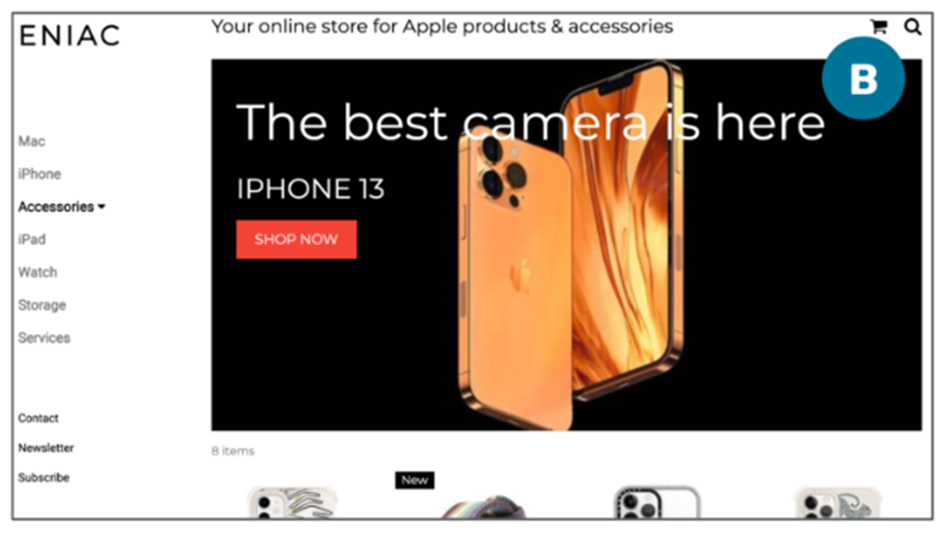 ENIAC
Your online store for Apple products & accessories
B
Mac
iPhone
Accessories
iPad
Watch
Storage
Services
Contact
Newsletter
Subscribe
The best camera is here
IPHONE 13
SHOP NOW
8 items
New